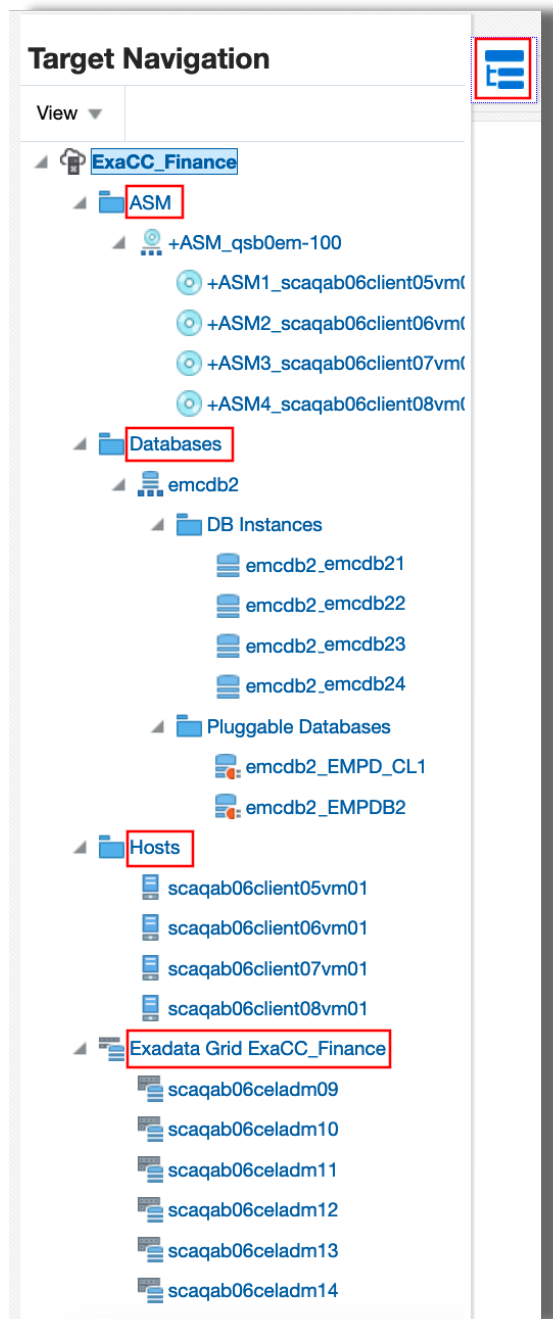 Target Navigation
View
ExaCC_Finance
ASM
+ASM_qsb0em-100
+ASM1_scaqab06client05vm
+ASM2_scaqab06client06vm
+ASM3_scaqab06client07vm
+ASM4_scaqab06client08vm
Databases
emcdb2
DB Instances
emcdb2_emcdb21
emcdb2_emcdb22
emcdb2_emcdb23
emcdb2_emcdb24
Pluggable Databases
emcdb2_EMPD_CL1
emcdb2_EMPDB2
Hosts
scaqab06client05vm01
scaqab06client06vm01
scaqab06client07vm01
scaqab06client08vm01
Exadata Grid ExaCC_Finance
scaqab06celadm09
scaqab06celadm10
scaqab06celadm11
scaqab06celadm12
scaqab06celadm13
scaqab06celadm14